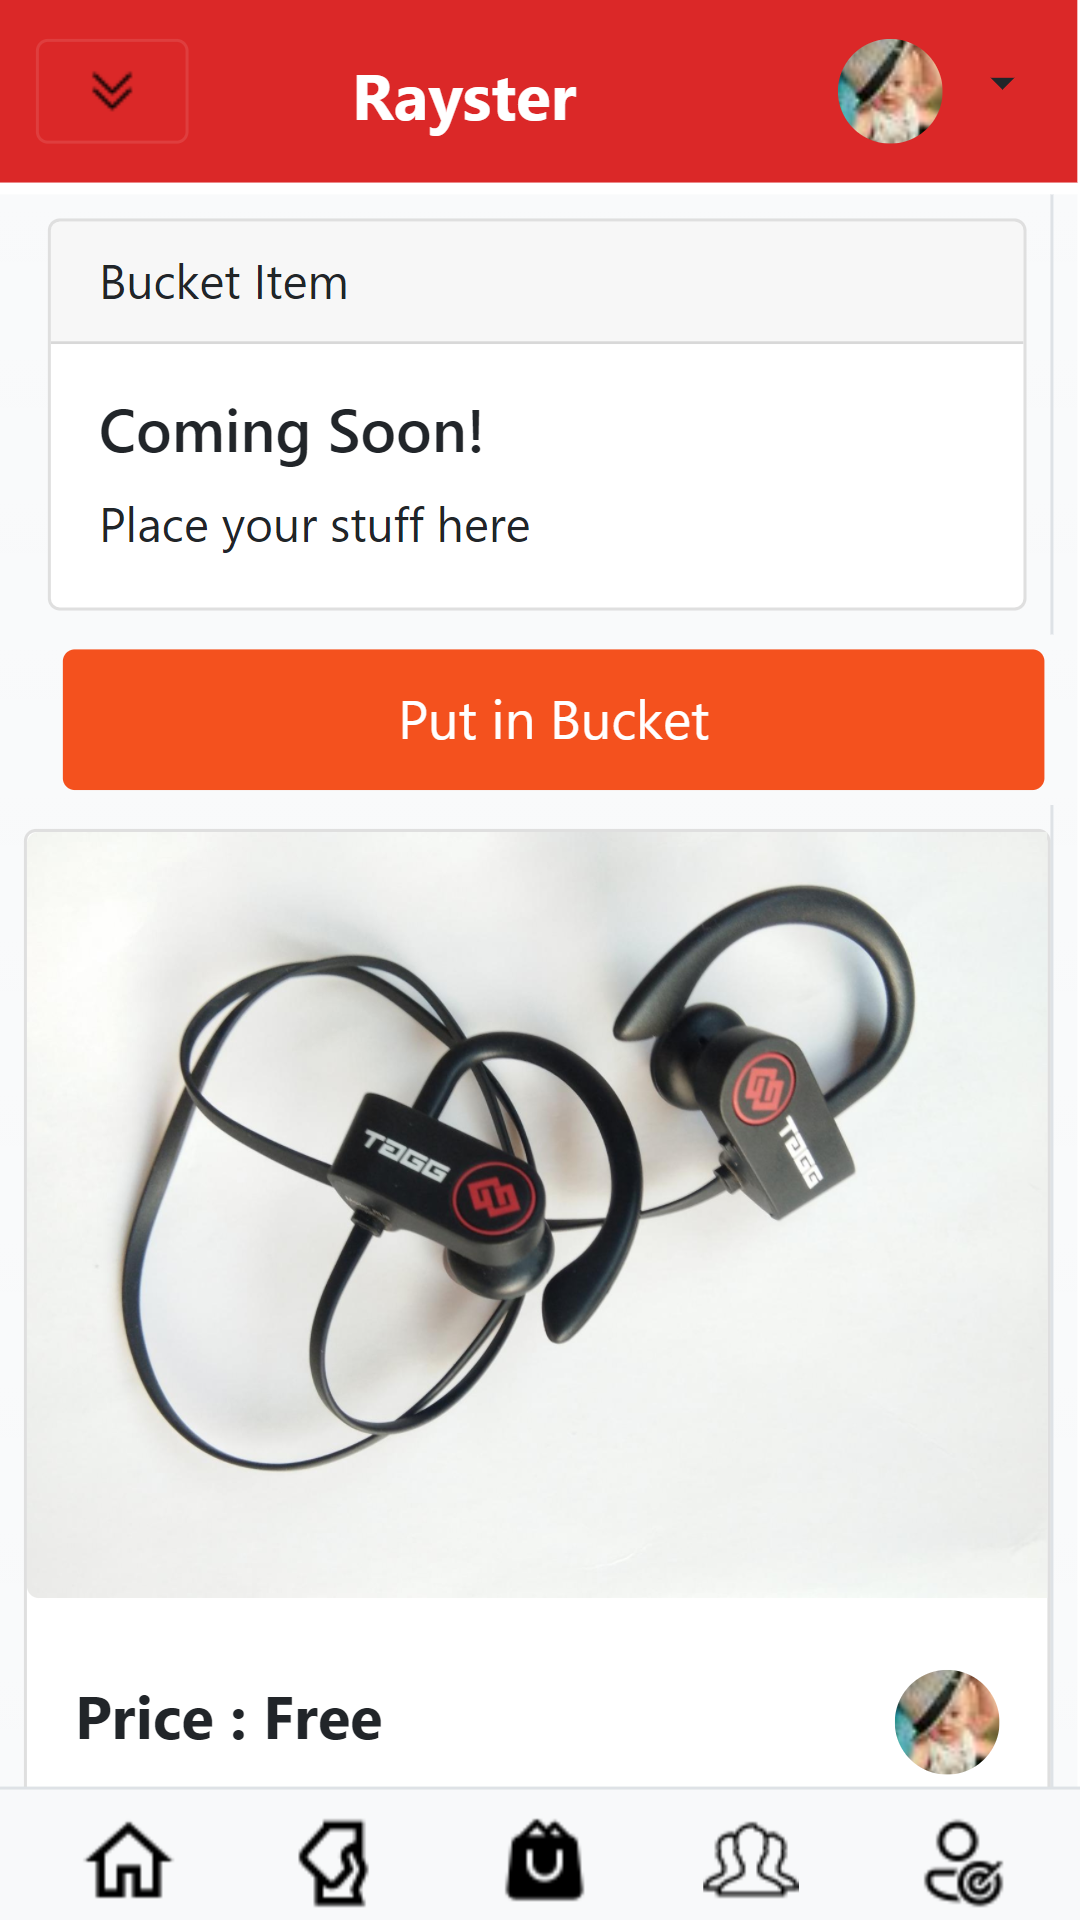 Rayster
Bucket Item
Coming Soon!
Place your stuff here
Put in Bucket
TAGG
TAGG
Price : Free